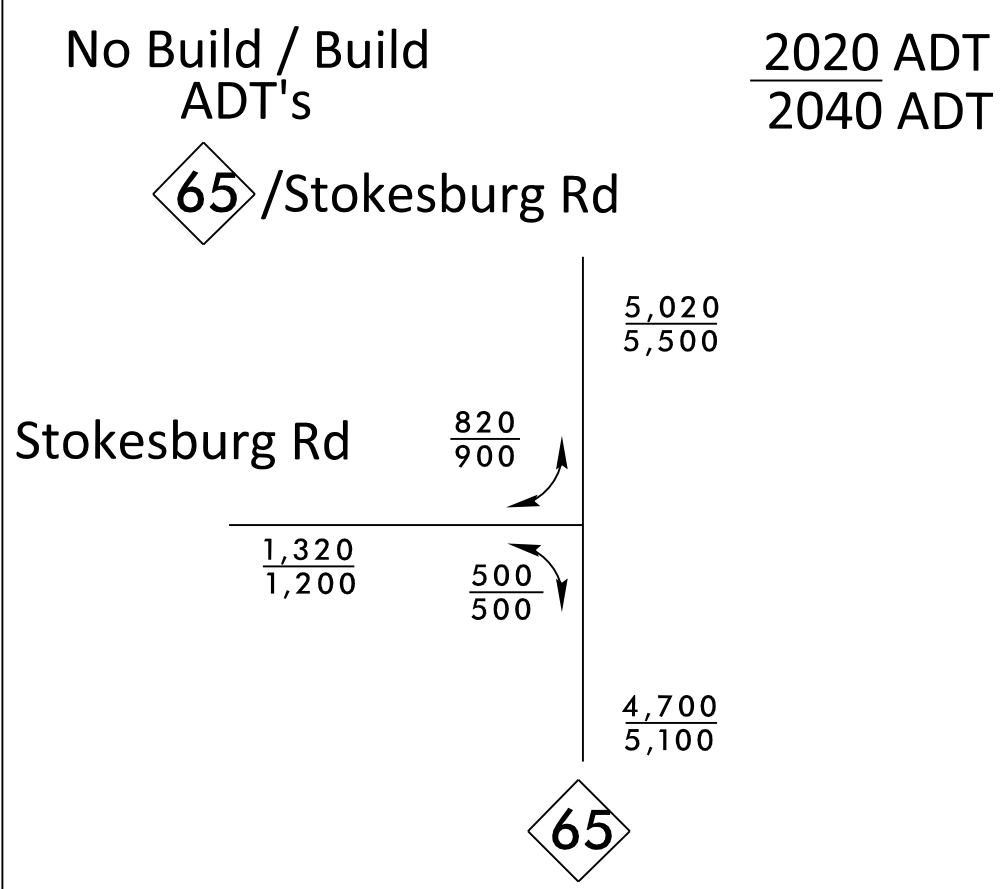 No Build / Build
ADT's
2020 ADT
2040 ADT
65 /Stokesburg Rd
5,020
5,500
Stokesburg Rd
820
900
1,320
1,200
500
500
4,700
5,100
65